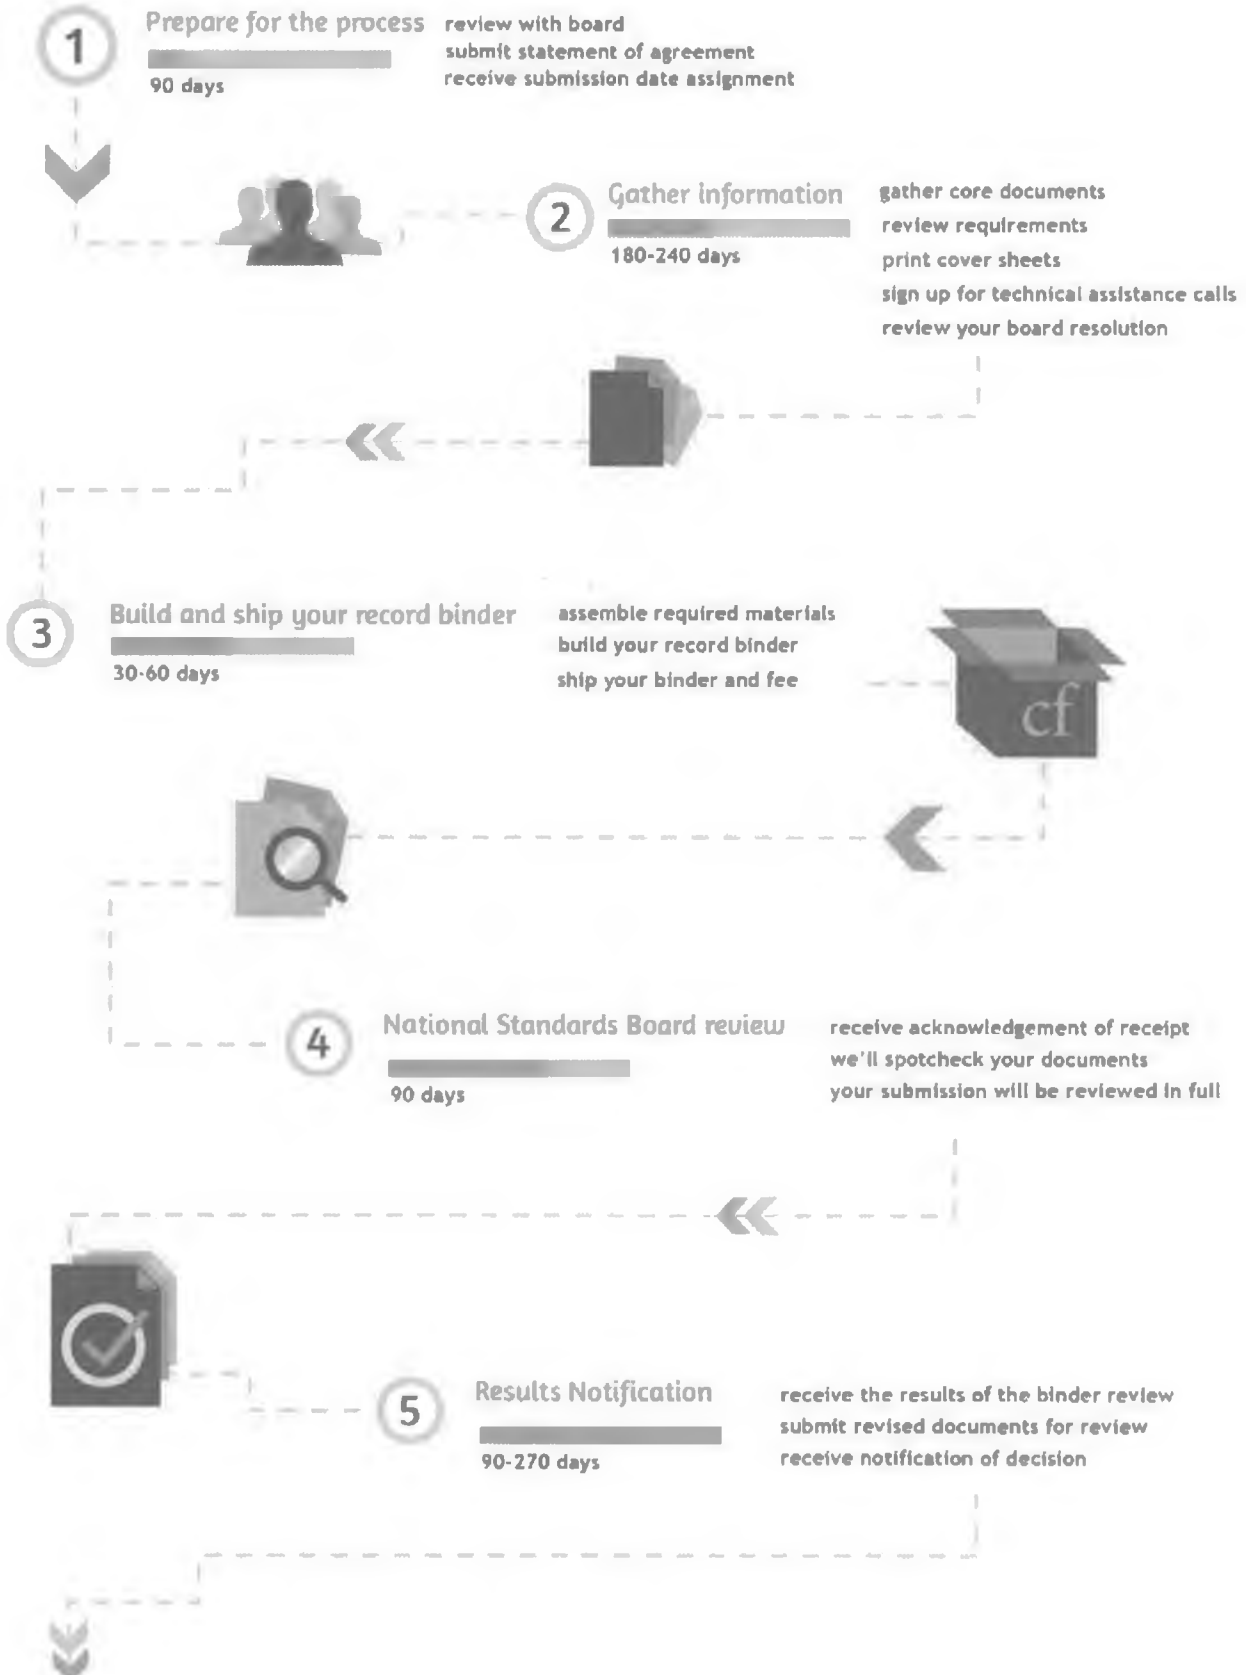 1
Prepare for the process
90 days
review with board
submit statement of agreement
receive submission date assignment
2
Gather information
180-240 days
gather core documents
review requirements
print cover sheets
sign up for technical assistance calls
review your board resolution
3
Build and ship your record binder
30-60 days
assemble required materials
build your record binder
ship your binder and fee
cf
4
National Standards Board review
90 days
receive acknowledgement of receipt
we'll spotcheck your documents
your submission will be reviewed in full
5
Results Notification
90-270 days
receive the results of the binder review
submit revised documents for review
receive notification of decision